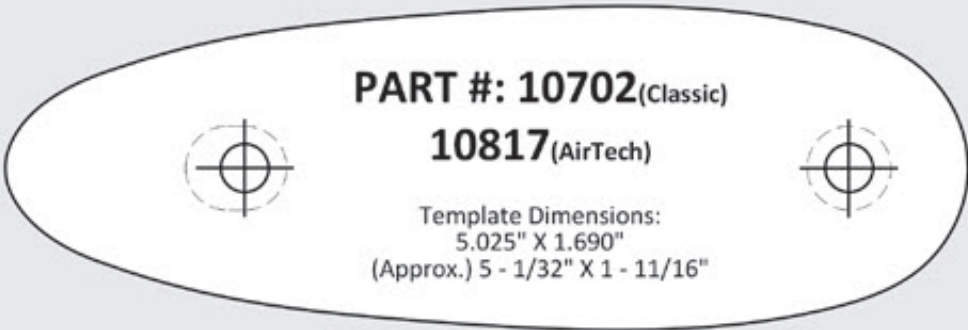 PART #: 10702(Classic)
10817(AirTech)
Template Dimensions:
5.025" X 1.690"
(Approx.) 5 - 1/32" X 1 - 11/16"